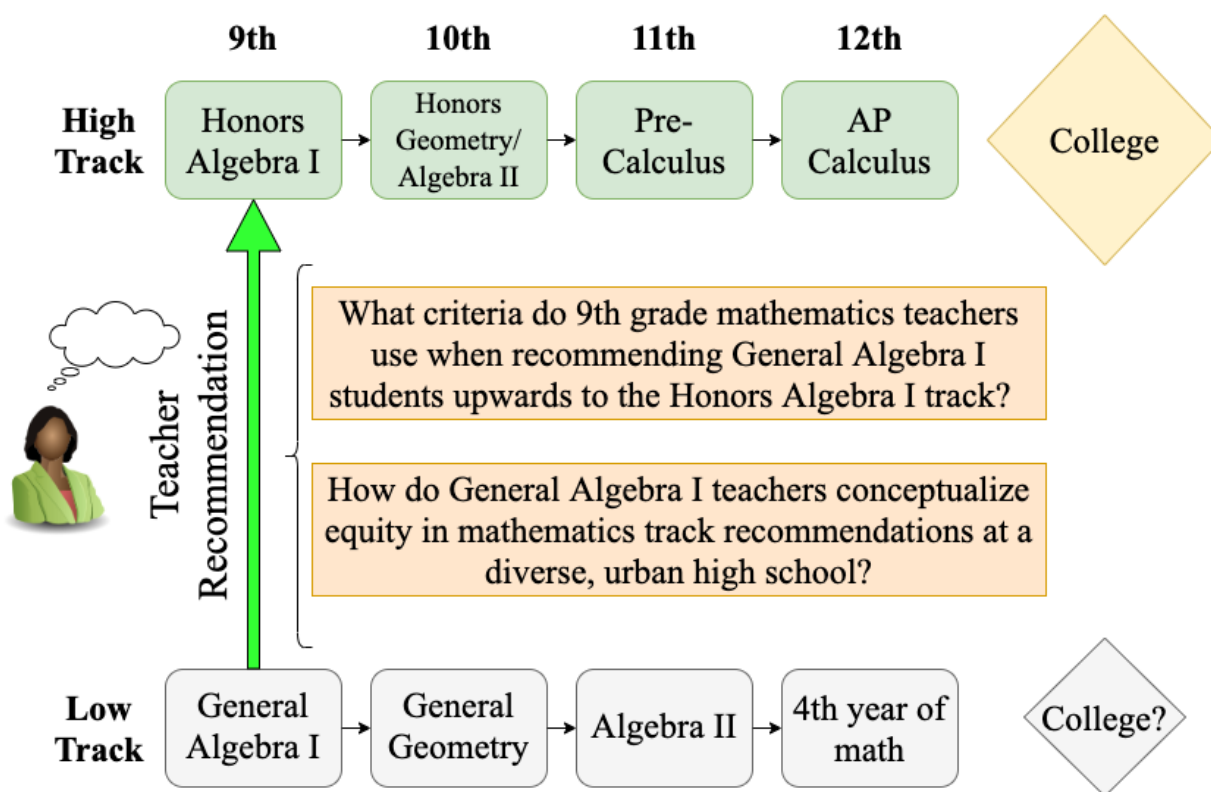 9th
10th
11th
12th
High
Track
Honors
Algebra I
Honors
Geometry/
Algebra II
Pre-
Calculus
AP
Calculus
College
Teacher
Recommendation
What criteria do 9th grade mathematics teachers
use when recommending General Algebra I
students upwards to the Honors Algebra I track?
How do General Algebra I teachers conceptualize
equity in mathematics track recommendations at a
diverse, urban high school?
Low
Track
General
Algebra I
General
Geometry
Algebra II
4th year of
math
College?